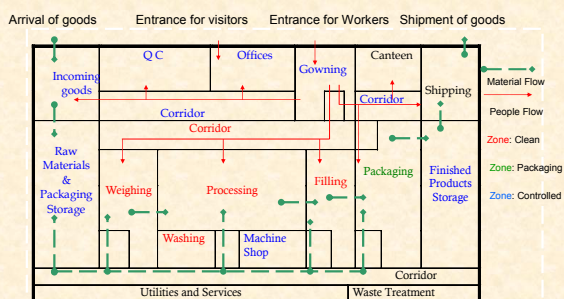 Arrival of goods
Entrance for visitors
Entrance for Workers
Shipment of goods
Q C
Offices
Gowning
Canteen
Incoming
goods
Shipping
Corridor
Corridor
Corridor
Material Flow
People Flow
Zone: Clean
Zone: Packaging
Zone: Controlled
Raw
Materials
&
Packaging
Storage
Weighing
Processing
Filling
Packaging
Finished
Products
Storage
Washing
Machine
Shop
Corridor
Utilities and Services
Waste Treatment